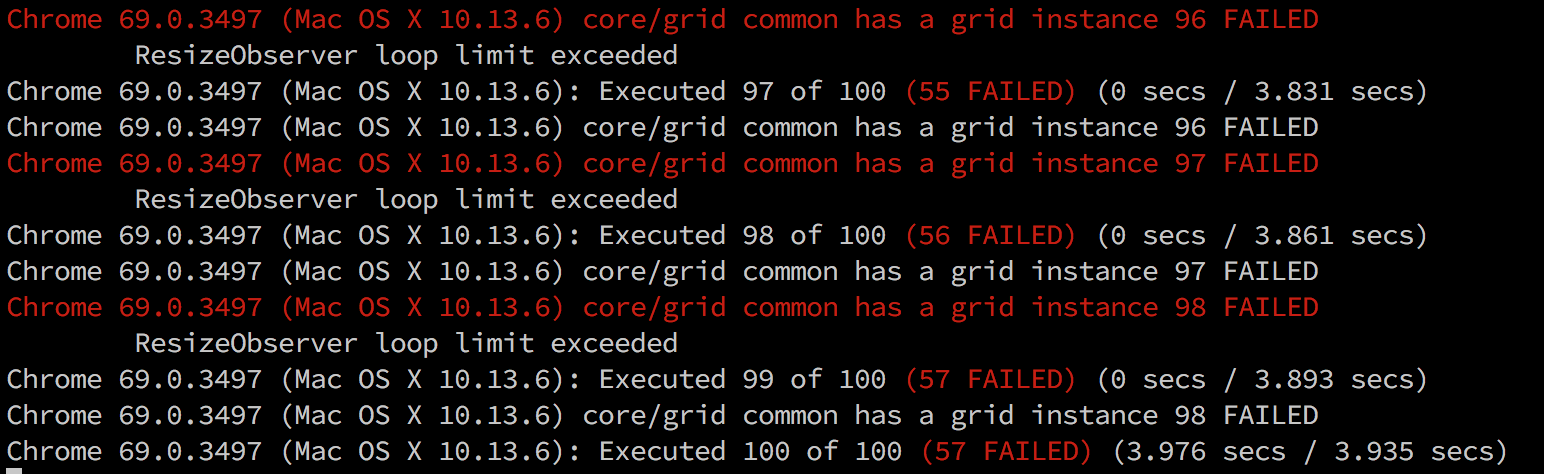 Chrome 69.0.3497 (Mac OS X 10.13.6) core/grid common has a grid instance 96 FAILED
ResizeObserver loop limit exceeded
Chrome 69.0.3497 (Mac OS X 10.13.6): Executed 97 of 100 (55 FAILED) (0 secs / 3.831 secs)
Chrome 69.0.3497 (Mac OS X 10.13.6) core/grid common has a grid instance 96 FAILED
Chrome 69.0.3497 (Mac OS X 10.13.6) core/grid common has a grid instance 97 FAILED
ResizeObserver loop limit exceeded
Chrome 69.0.3497 (Mac OS X 10.13.6): Executed 98 of 100 (56 FAILED) (0 secs / 3.861 secs)
Chrome 69.0.3497 (Mac OS X 10.13.6) core/grid common has a grid instance 97 FAILED
Chrome 69.0.3497 (Mac OS X 10.13.6) core/grid common has a grid instance 98 FAILED
ResizeObserver loop limit exceeded
Chrome 69.0.3497 (Mac OS X 10.13.6): Executed 99 of 100 (57 FAILED) (0 secs / 3.893 secs)
Chrome 69.0.3497 (Mac OS X 10.13.6) core/grid common has a grid instance 98 FAILED
Chrome 69.0.3497 (Mac OS X 10.13.6): Executed 100 of 100 (57 FAILED) (3.976 secs / 3.935 secs)